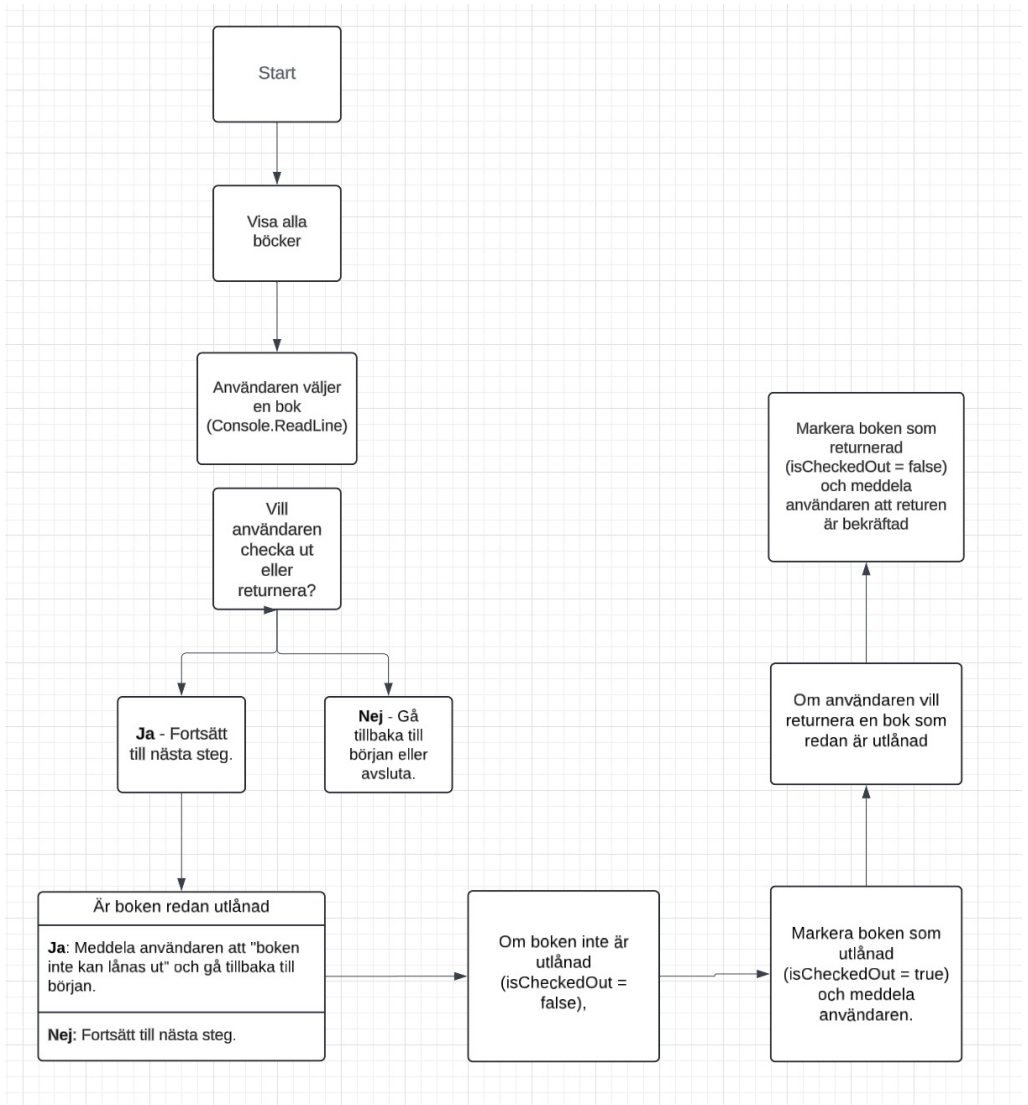 Start
Visa alla
böcker
Användaren väljer
en bok
(Console.ReadLine)
Vill
användaren
checka ut
eller
returnera?
Ja - Fortsätt
till nästa steg.
Nej - Gå
tillbaka till
början eller
avsluta.
Är boken redan utlånad
Ja: Meddela användaren att "boken
inte kan lånas ut" och gå tillbaka till
början.
Nej: Fortsätt till nästa steg.
Om boken inte är
utlånad
(isCheckedOut =
false),
Markera boken som
utlånad
(isCheckedOut = true)
och meddela
användaren.
Om användaren vill
returnera en bok som
redan är utlånad
Markera boken som
returnerad
(isCheckedOut = false)
och meddela
användaren att returen
är bekräftad